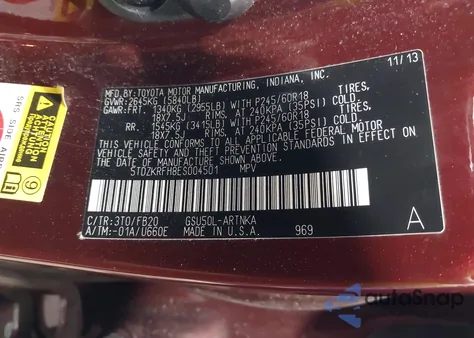 MFD. BY:TOYOTA MOTOR MANUFACTURING, INDIANA, INC. 11/13
GVWR: 2645KG (5840LB)
GAWR: FRT. 1340KG (2955LB) WITH P245/60R18 TIRES,
18X7.5J RIMS, AT 240KPA (35PSI) COLD
RR. 1545KG (3415LB) WITH P245/60R18 TIRES,
18X7.5J RIMS, AT 240KPA (35PSI) COLD
THIS VEHICLE CONFORMS TO ALL APPLICABLE FEDERAL MOTOR
VEHICLE SAFETY AND THEFT PREVENTION STANDARDS IN
EFFECT ON THE DATE OF MANUFACTURE SHOWN ABOVE.
5TDZKRFH8ES004501 MPV
C/TR:3T0/FB20 GSU50L-ARTNKA A
A/TM:-01A/U660E MADE IN U.S.A. 969
SRS SIDE AIRB
9
autoSnap